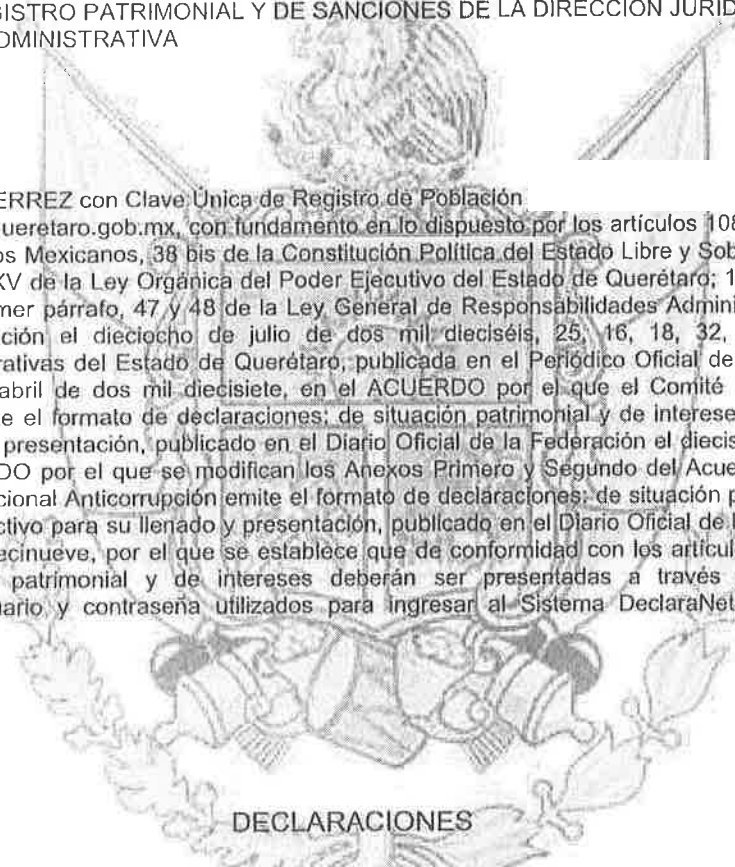 GISTRO PATRIMONIAL Y DE SANCIONES DE LA DIRECCIÓN JURID
DMINISTRATIVA
ERREZ con Clave Única de Registro de Población
ueretaro.gob.mx, con fundamento en lo dispuesto por los artículos 108
os Mexicanos, 38 bis de la Constitución Política del Estado Libre y Sob
XV de la Ley Orgánica del Poder Ejecutivo del Estado de Querétaro; 1
mer párrafo, 47 y 48 de la Ley General de Responsabilidades Admini
ción el dieciocho de julio de dos mil dieciséis, 25, 16, 18, 32,
rativas del Estado de Querétaro, publicada en el Periódico Oficial de
abril de dos mil diecisiete, en el ACUERDO por el que el Comité
e el formato de declaraciones: de situación patrimonial y de interese
presentación, publicado en el Diario Oficial de la Federación el diecis
DO por el que se modifican los Anexos Primero y Segundo del Acue
cional Anticorrupción emite el formato de declaraciones: de situación p
ctivo para su llenado y presentación, publicado en el Diario Oficial de l
ecinueve, por el que se establece que de conformidad con los artícul
patrimonial y de intereses deberán ser presentadas a través
uario y contraseña utilizados para ingresar al Sistema DeclaraNet
DECLARACIONES